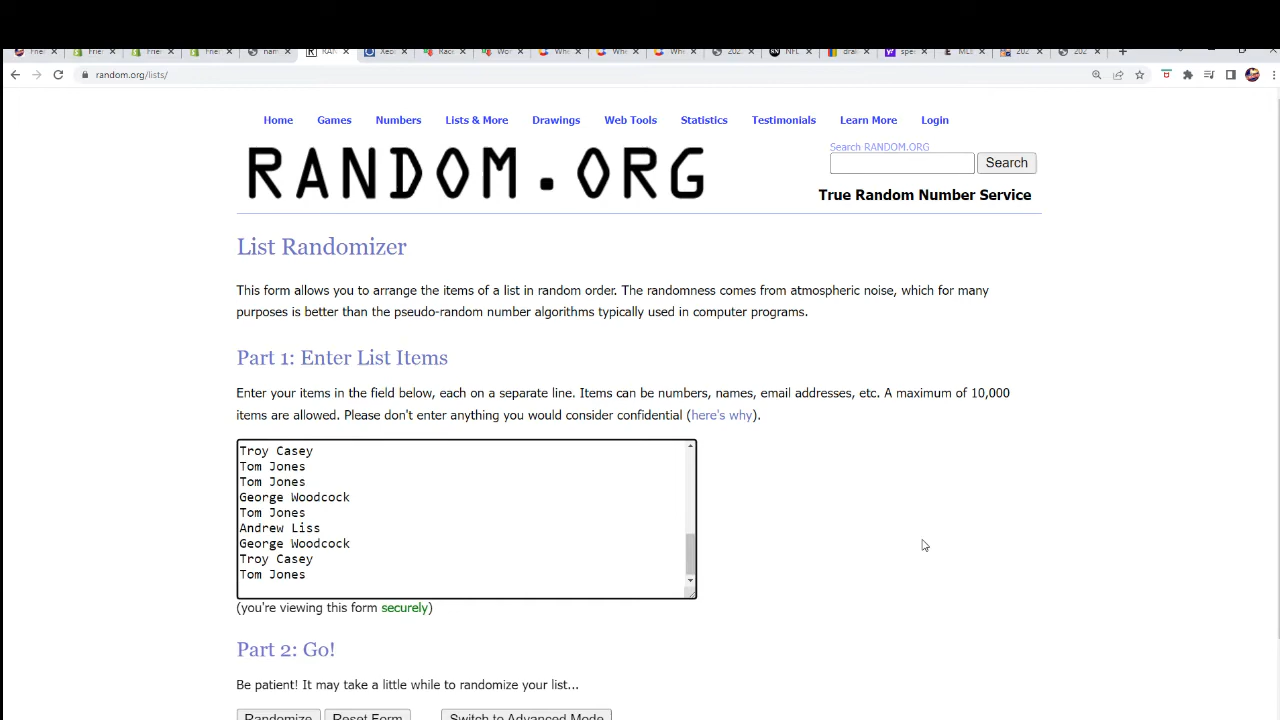 random.org/lists/
Home Games Numbers Lists & More Drawings Web Tools Statistics Testimonials Learn More Login
RANDOM.ORG
Search RANDOM.ORG
Search
True Random Number Service
List Randomizer
This form allows you to arrange the items of a list in random order. The randomness comes from atmospheric noise, which for many
purposes is better than the pseudo-random number algorithms typically used in computer programs.
Part 1: Enter List Items
Enter your items in the field below, each on a separate line. Items can be numbers, names, email addresses, etc. A maximum of 10,000
items are allowed. Please don't enter anything you would consider confidential (here's why).
Troy Casey
Tom Jones
Tom Jones
George Woodcock
Tom Jones
Andrew Liss
George Woodcock
Troy Casey
Tom Jones
(you're viewing this form securely)
Part 2: Go!
Be patient! It may take a little while to randomize your list...
Randomize Reset Form Switch to Advanced Mode